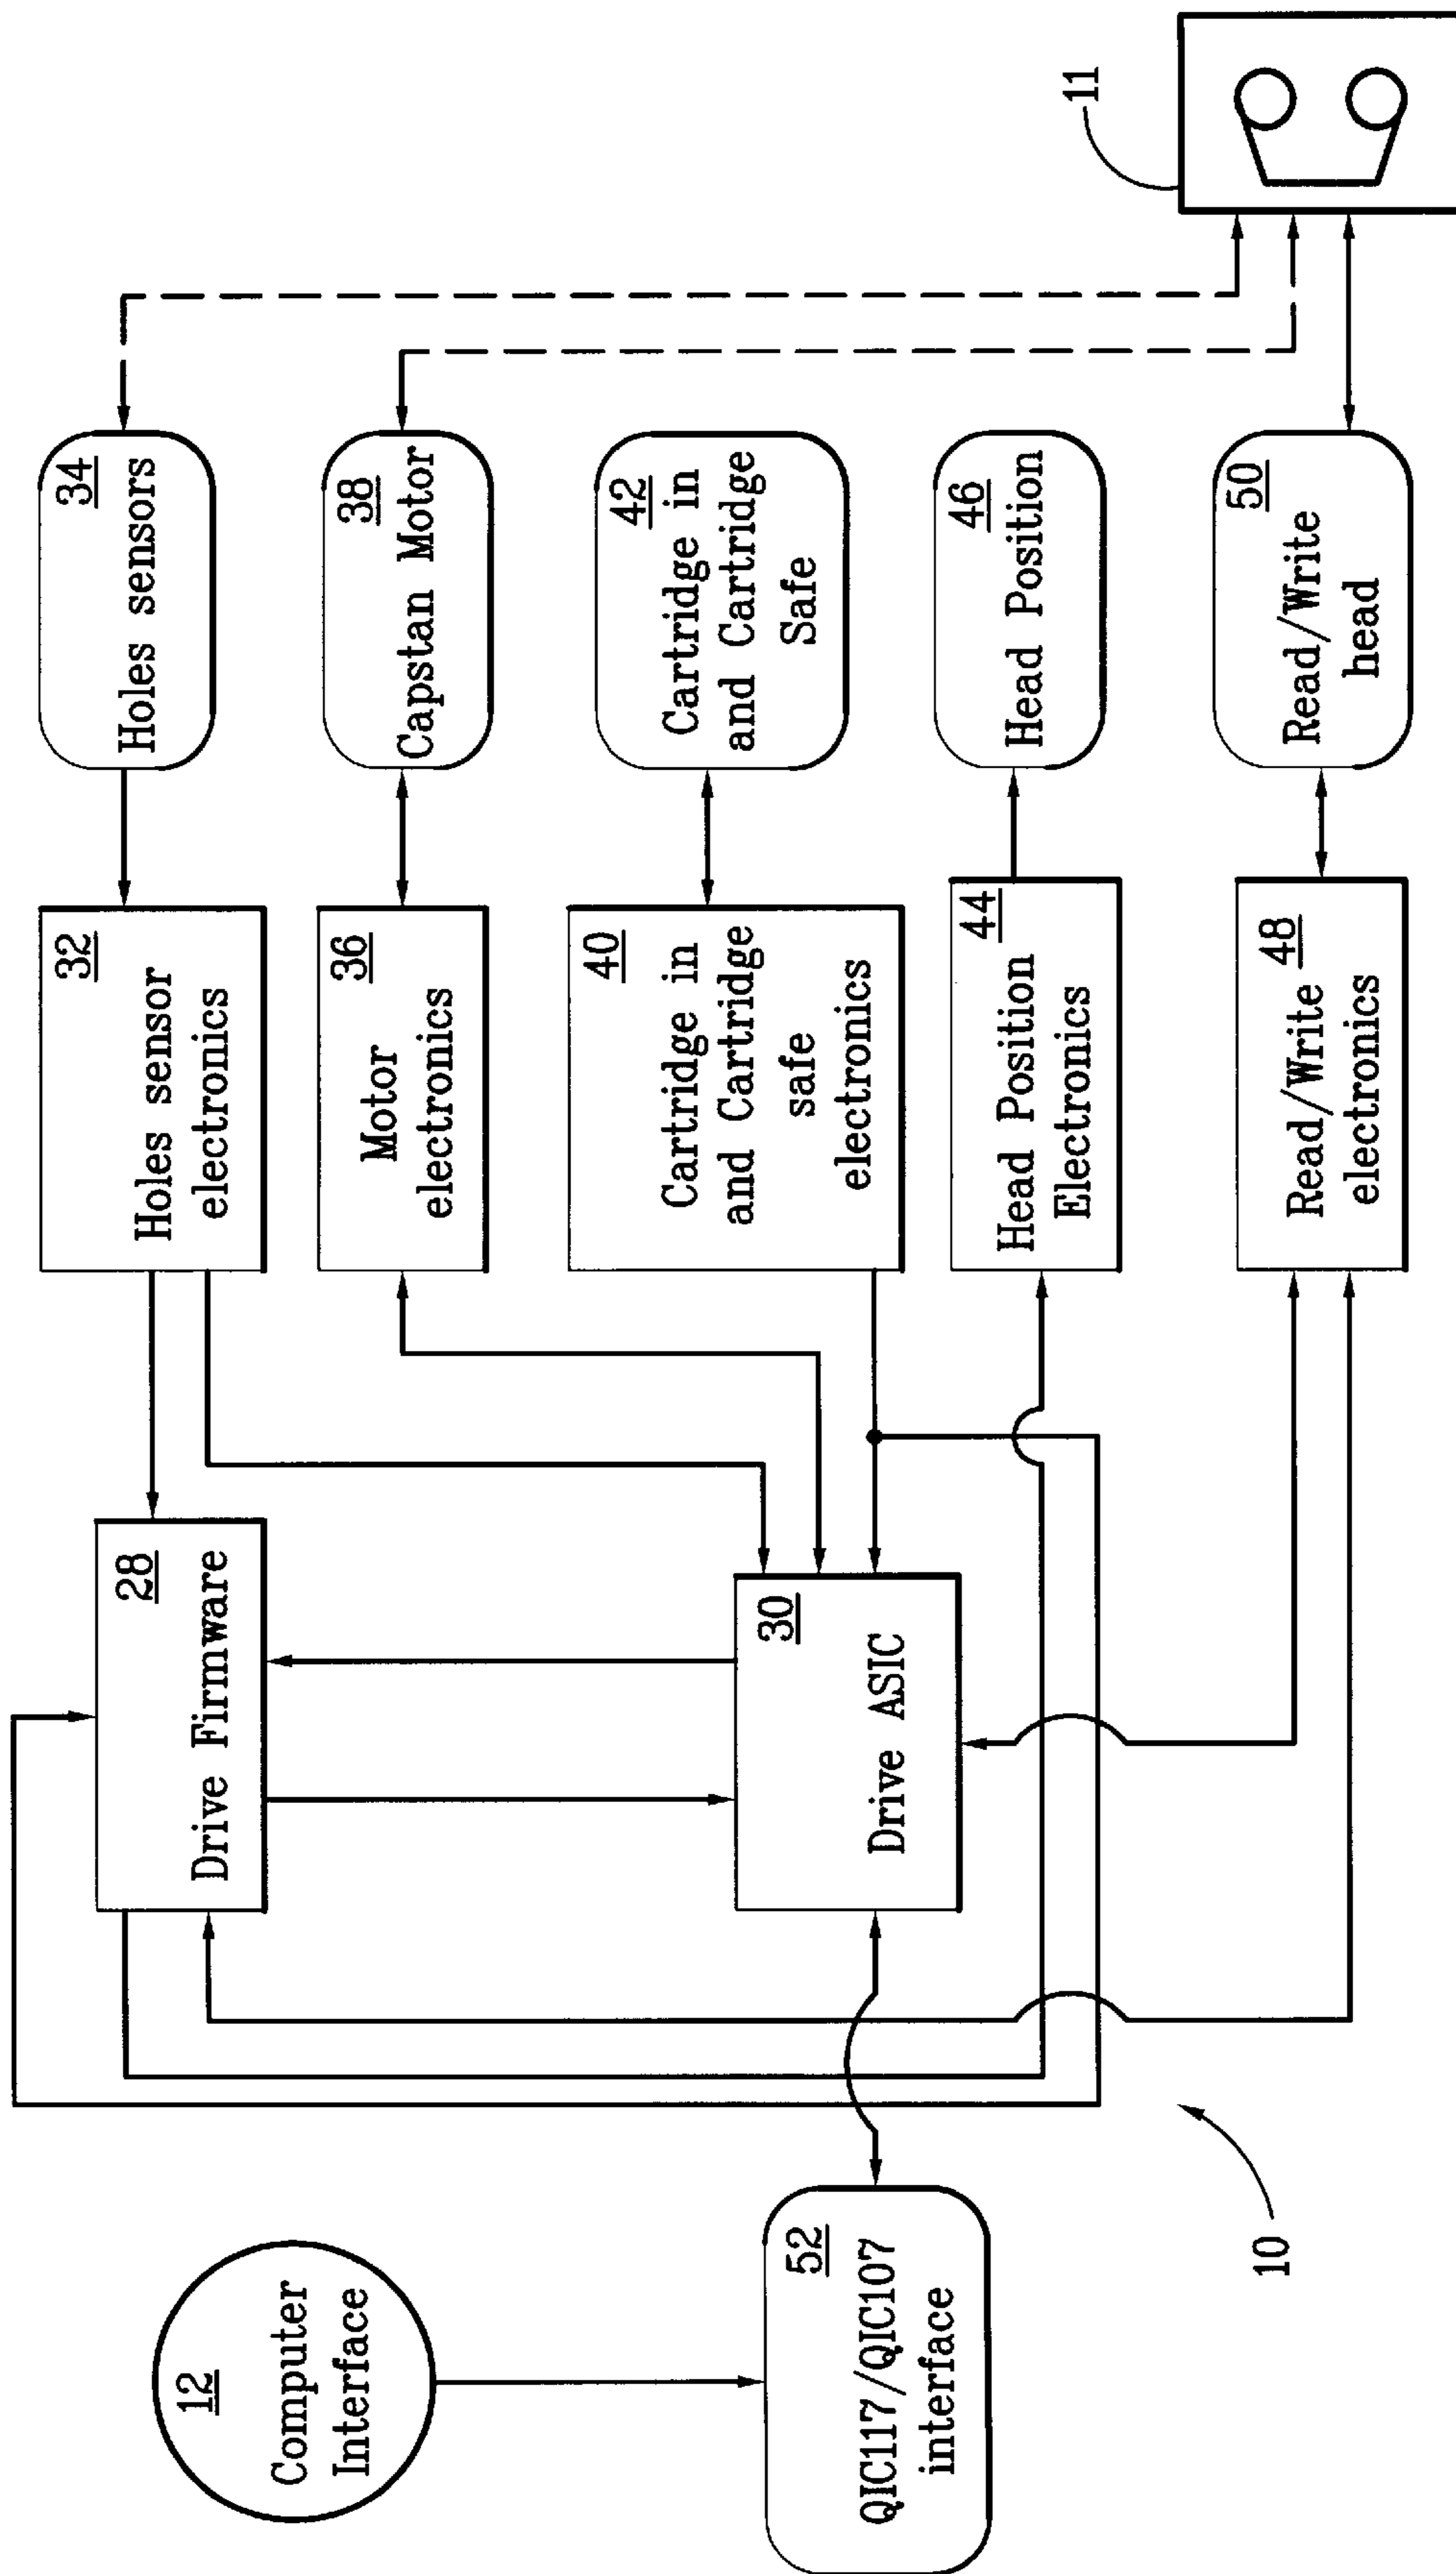 12
Computer
Interface
52
QIC117/QIC107
interface
10
28
Drive Firmware
30
Drive ASIC
32
Holes sensor
electronics
36
Motor
electronics
40
Cartridge in
and Cartridge
safe
electronics
44
Head Position
Electronics
48
Read/Write
electronics
34
Holes sensors
38
Capstan Motor
42
Cartridge in
and Cartridge
Safe
46
Head Position
50
Read/Write
head
11